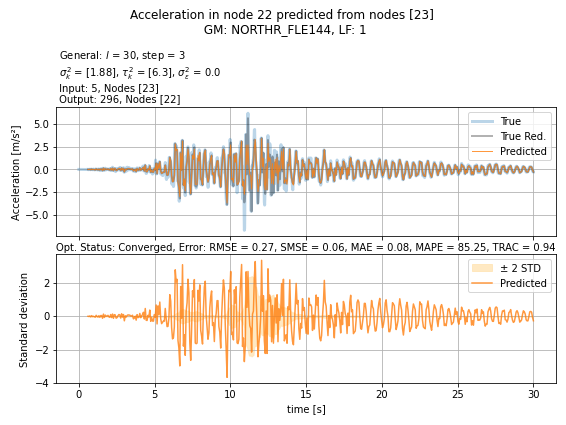 Acceleration in node 22 predicted from nodes [23]
GM: NORTHR_FLE144, LF: 1
General: l = 30, step = 3
σ²ₖ = [1.88], τ²ₖ = [6.3], σ²ε = 0.0
Input: 5, Nodes [23]
Output: 296, Nodes [22]
Acceleration [m/s²]
5.0
2.5
0.0
−2.5
−5.0
True
True Red.
Predicted
Opt. Status: Converged, Error: RMSE = 0.27, SMSE = 0.06, MAE = 0.08, MAPE = 85.25, TRAC = 0.94
Standard deviation
2
0
−2
−4
± 2 STD
Predicted
0 5 10 15 20 25 30
time [s]